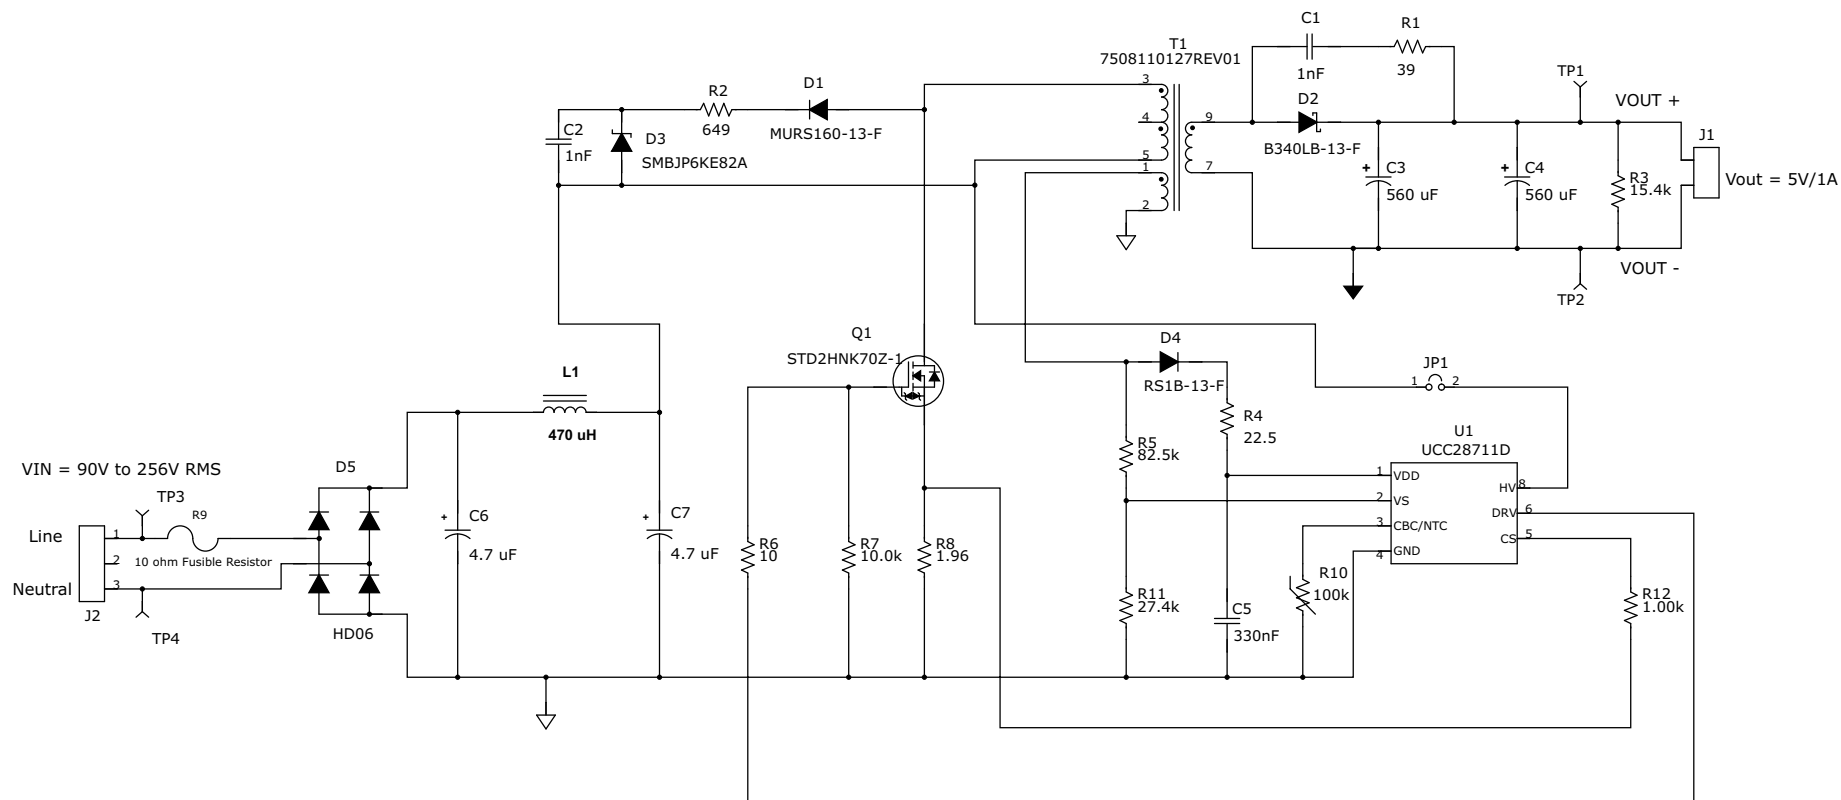 C1
R1
T1
7508110127REV01
1nF
39
TP1
VOUT +
3
D1
R2
D2
4
9
J1
C2
D3
649
MURS160-13-F
1nF
SMBJP6KE82A
B340LB-13-F
5
1
7
+
C3
560 uF
+
C4
560 uF
R3
15.4k
Vout = 5V/1A
2
VOUT -
TP2
Q1
STD2HNK70Z-1
D4
RS1B-13-F
JP1
1
2
L1
470 uH
R4
22.5
U1
UCC28711D
R5
82.5k
VIN = 90V to 256V RMS
D5
TP3
R9
1
VDD
HV
8
2
VS
DRV
6
3
CBC/NTC
CS
5
4
GND
Line
1
2
10 ohm Fusible Resistor
Neutral
3
J2
TP4
HD06
+
C6
4.7 uF
+
C7
4.7 uF
R6
10
R7
10.0k
R8
1.96
R10
100k
R11
27.4k
C5
330nF
R12
1.00k